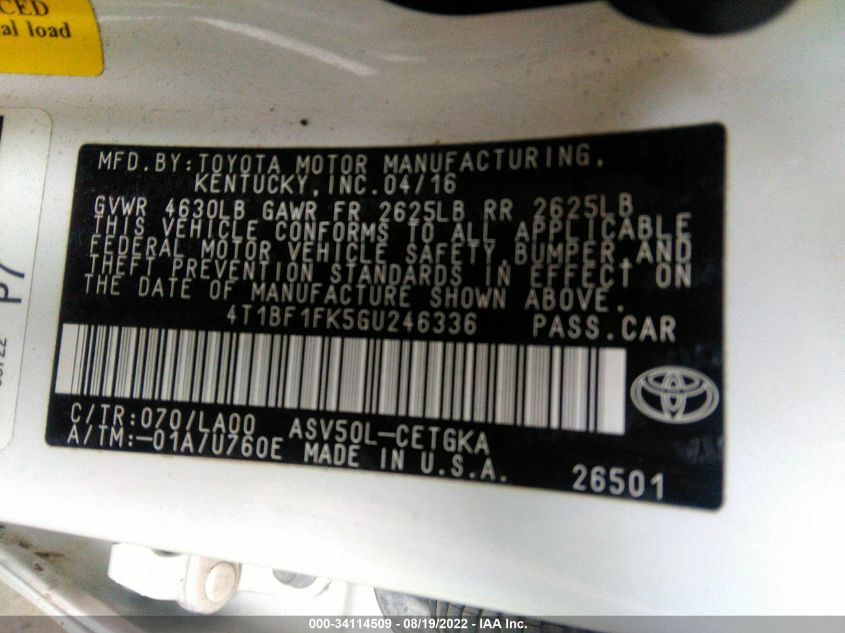 CED
al load
P7
MFD.BY:TOYOTA MOTOR MANUFACTURING,
KENTUCKY,INC.04/16
GVWR 4630LB GAWR FR 2625LB RR 2625LB
THIS VEHICLE CONFORMS TO ALL APPLICABLE
FEDERAL MOTOR VEHICLE SAFETY,BUMPER,AND
THEFT PREVENTION STANDARDS IN EFFECT ON
THE DATE OF MANUFACTURE SHOWN ABOVE.
4T1BF1FK5GU246336 PASS.CAR
C/TR:070/LA00 ASV50L-CETGKA
A/TM:-01A/U760E MADE IN U.S.A. 26501
000-34114509 - 08/19/2022 - IAA Inc.